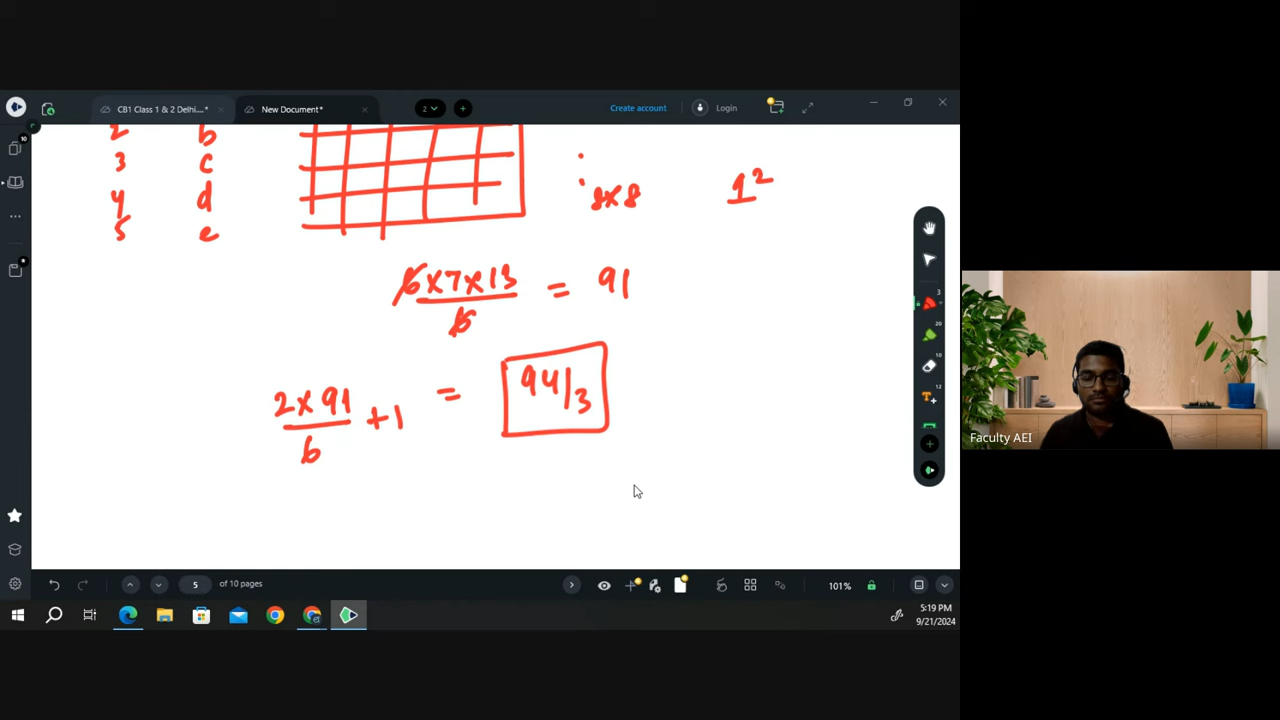 CB1 Class 1 & 2 Delhi....* ×
New Document* ×
2
Create account
Login
2 b
3 c
4 d
5 e
:
8x8
1²
6x7x13 / 6 = 91
2x91 / 6 +1 = 94/3
Faculty AEI
5 of 10 pages
101%
5:19 PM
9/21/2024